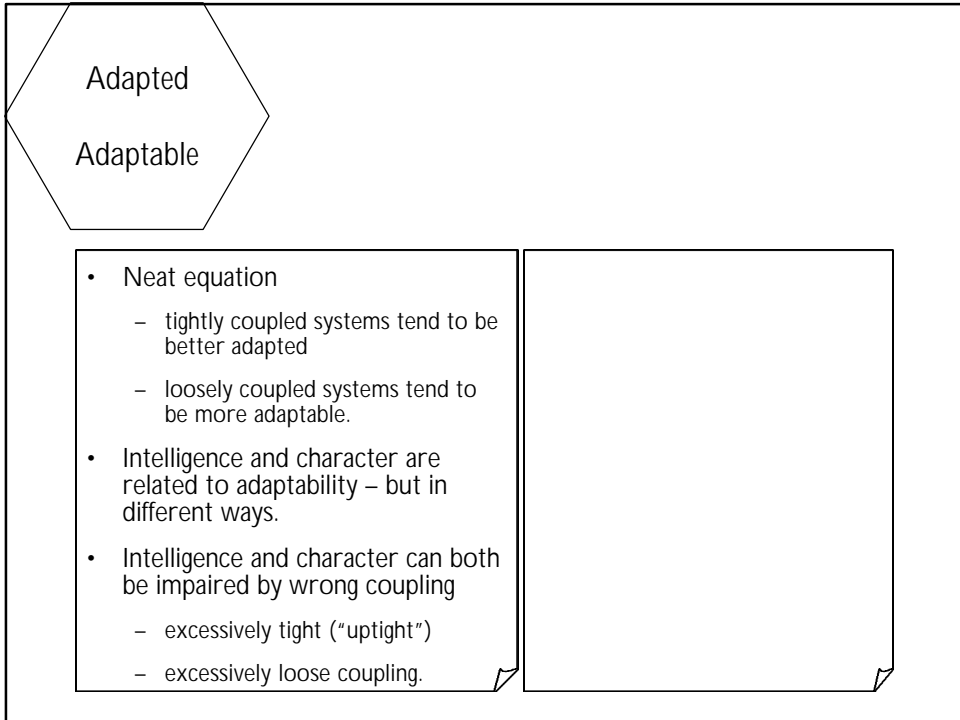 Adapted
Adaptable
• Neat equation
– tightly coupled systems tend to be
better adapted
– loosely coupled systems tend to
be more adaptable.
• Intelligence and character are
related to adaptability – but in
different ways.
• Intelligence and character can both
be impaired by wrong coupling
– excessively tight (“uptight”)
– excessively loose coupling.